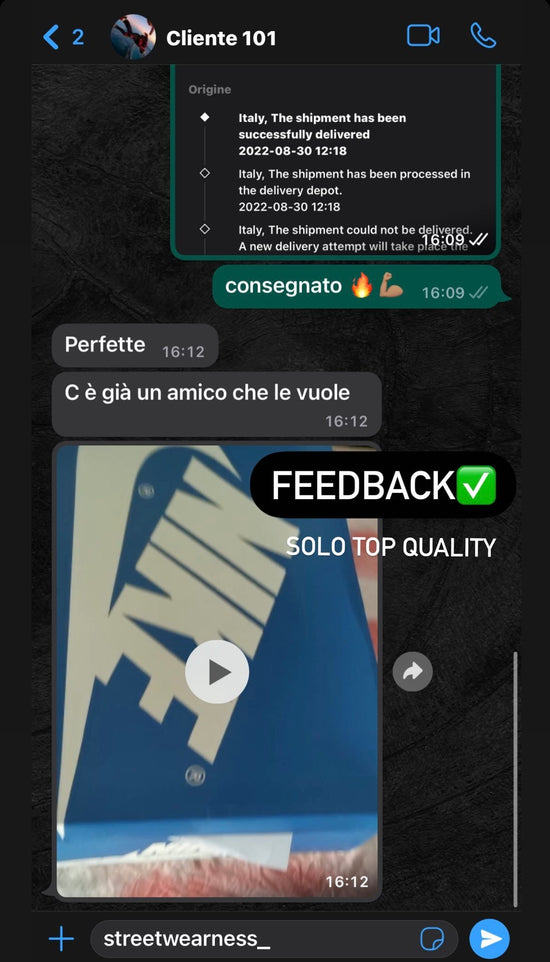 2 Cliente 101
Origine
Italy, The shipment has been
successfully delivered
2022-08-30 12:18
Italy, The shipment has been processed in
the delivery depot.
2022-08-30 12:18
Italy, The shipment could not be delivered.
A new delivery attempt will take place the
16:09
consegnato 🔥💪🏽 16:09
Perfette 16:12
C è già un amico che le vuole
16:12
FEEDBACK✅
SOLO TOP QUALITY
NIKE
16:12
streetwearness_